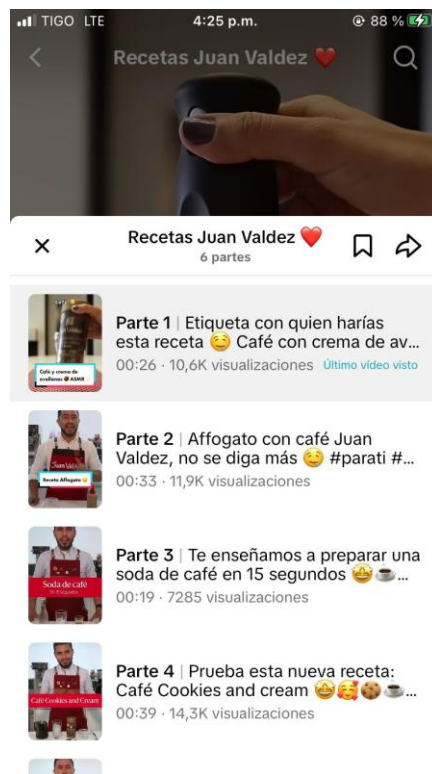 TIGO LTE 4:25 p.m. 88 %
Recetas Juan Valdez ❤️
Recetas Juan Valdez ❤️
6 partes
Parte 1 | Etiqueta con quien harías
esta receta 😋 Café con crema de av...
00:26 · 10,6K visualizaciones Último vídeo visto
Café y crema de
avellanas 🌰 ASMR
Parte 2 | Affogato con café Juan
Valdez, no se diga más 😋 #parati #...
00:33 · 11,9K visualizaciones
Juan Valdez
Receta Affogato 😋
Parte 3 | Te enseñamos a preparar una
soda de café en 15 segundos 🤩☕...
00:19 · 7285 visualizaciones
Soda de café
Parte 4 | Prueba esta nueva receta:
Café Cookies and cream 🤩🥰🍪☕...
00:39 · 14,3K visualizaciones
Café Cookies and Cream